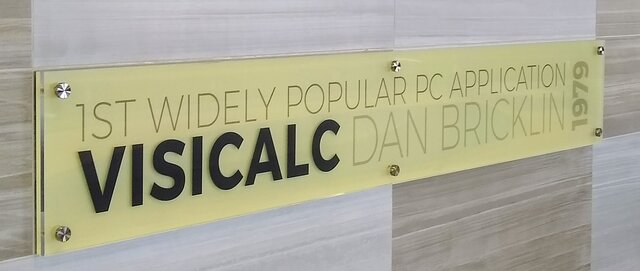 1ST WIDELY POPULAR PC APPLICATION
VISICALC DAN BRICKLIN
1979